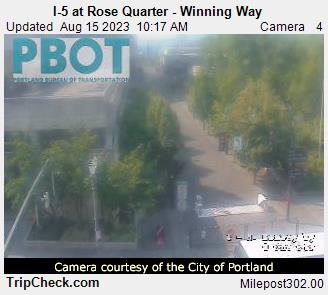 I-5 at Rose Quarter - Winning Way
Updated Aug 15 2023 10:17 AM Camera 4
PBOT
PORTLAND BUREAU OF TRANSPORTATION
Camera courtesy of the City of Portland
TripCheck.com Milepost302.00